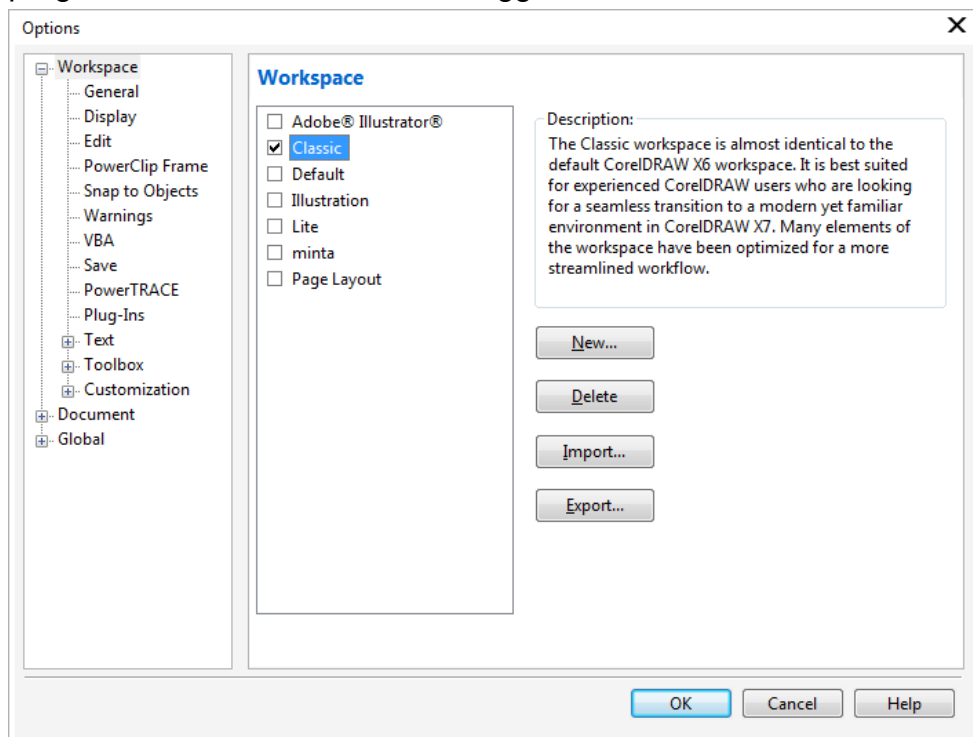 Options
Workspace
General
Display
Edit
PowerClip Frame
Snap to Objects
Warnings
VBA
Save
PowerTRACE
Plug-Ins
Text
Toolbox
Customization
Document
Global
Workspace
Adobe® Illustrator®
Classic
Default
Illustration
Lite
minta
Page Layout
Description:
The Classic workspace is almost identical to the
default CorelDRAW X6 workspace. It is best suited
for experienced CorelDRAW users who are looking
for a seamless transition to a modern yet familiar
environment in CorelDRAW X7. Many elements of
the workspace have been optimized for a more
streamlined workflow.
New...
Delete
Import...
Export...
OK Cancel Help